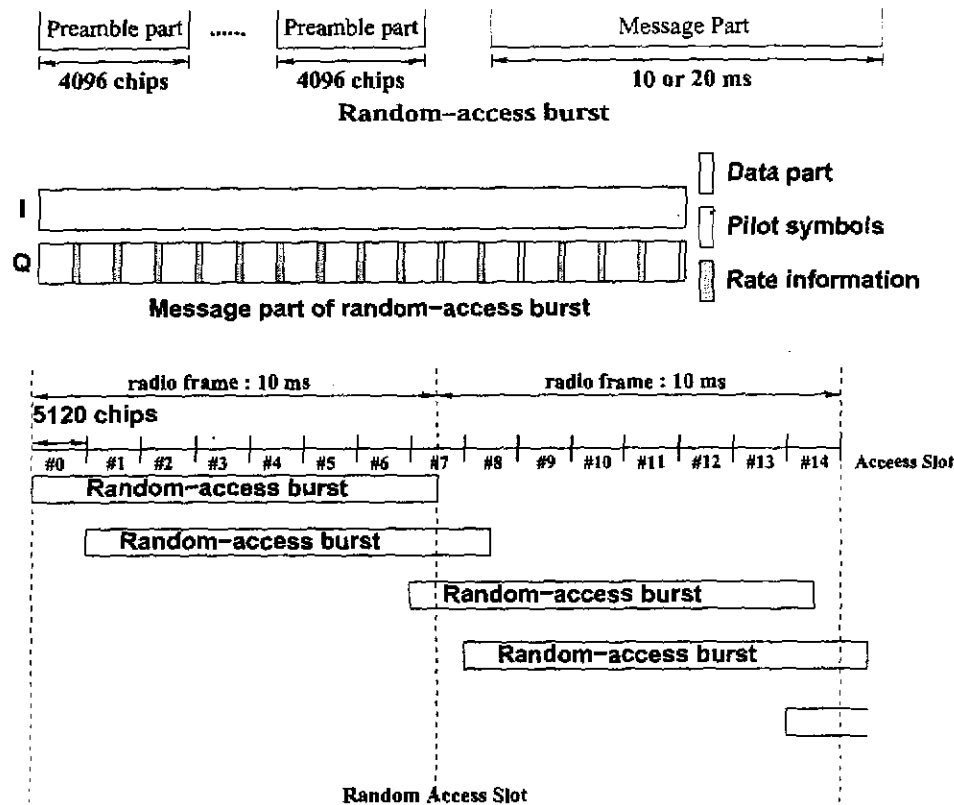 Preamble part ...... Preamble part Message Part
4096 chips 4096 chips 10 or 20 ms
Random-access burst
Data part
I
Pilot symbols
Q
Rate information
Message part of random-access burst
radio frame : 10 ms radio frame : 10 ms
5120 chips
#0 #1 #2 #3 #4 #5 #6 #7 #8 #9 #10 #11 #12 #13 #14 Access Slot
Random-access burst
Random-access burst
Random-access burst
Random-access burst
Random Access Slot